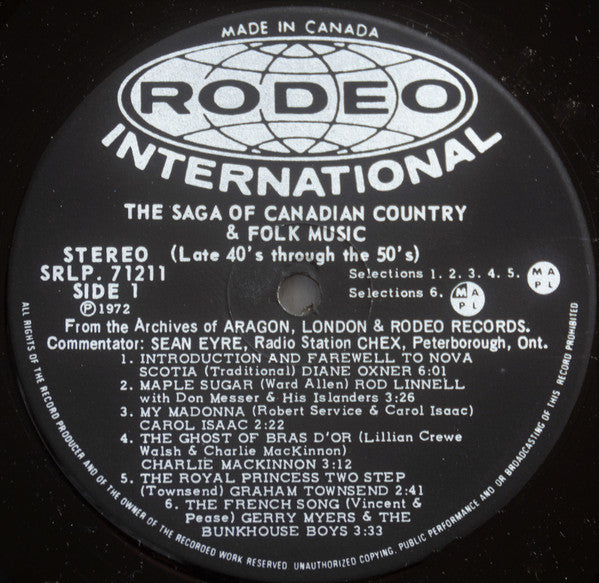 MADE IN CANADA
RODEO
INTERNATIONAL
THE SAGA OF CANADIAN COUNTRY
& FOLK MUSIC
STEREO (Late 40's through the 50's)
SRLP. 71211
SIDE 1
Ⓟ1972
Selections 1. 2. 3. 4. 5. M A P L
Selections 6. M A P L
From the Archives of ARAGON, LONDON & RODEO RECORDS.
Commentator: SEAN EYRE, Radio Station CHEX, Peterborough, Ont.
1. INTRODUCTION AND FAREWELL TO NOVA
SCOTIA (Traditional) DIANE OXNER 6:01
2. MAPLE SUGAR (Ward Allen) ROD LINNELL
with Don Messer & His Islanders 3:26
3. MY MADONNA (Robert Service & Carol Isaac)
CAROL ISAAC 2:22
4. THE GHOST OF BRAS D'OR (Lillian Crewe
Walsh & Charlie MacKinnon)
CHARLIE MACKINNON 3:12
5. THE ROYAL PRINCESS TWO STEP
(Townsend) GRAHAM TOWNSEND 2:41
6. THE FRENCH SONG (Vincent &
Pease) GERRY MYERS & THE
BUNKHOUSE BOYS 3:33
ALL RIGHTS OF THE RECORD PRODUCER AND OF THE OWNER OF THE RECORDED WORK RESERVED. UNAUTHORIZED COPYING, PUBLIC PERFORMANCE AND/OR BROADCASTING OF THIS RECORD PROHIBITED